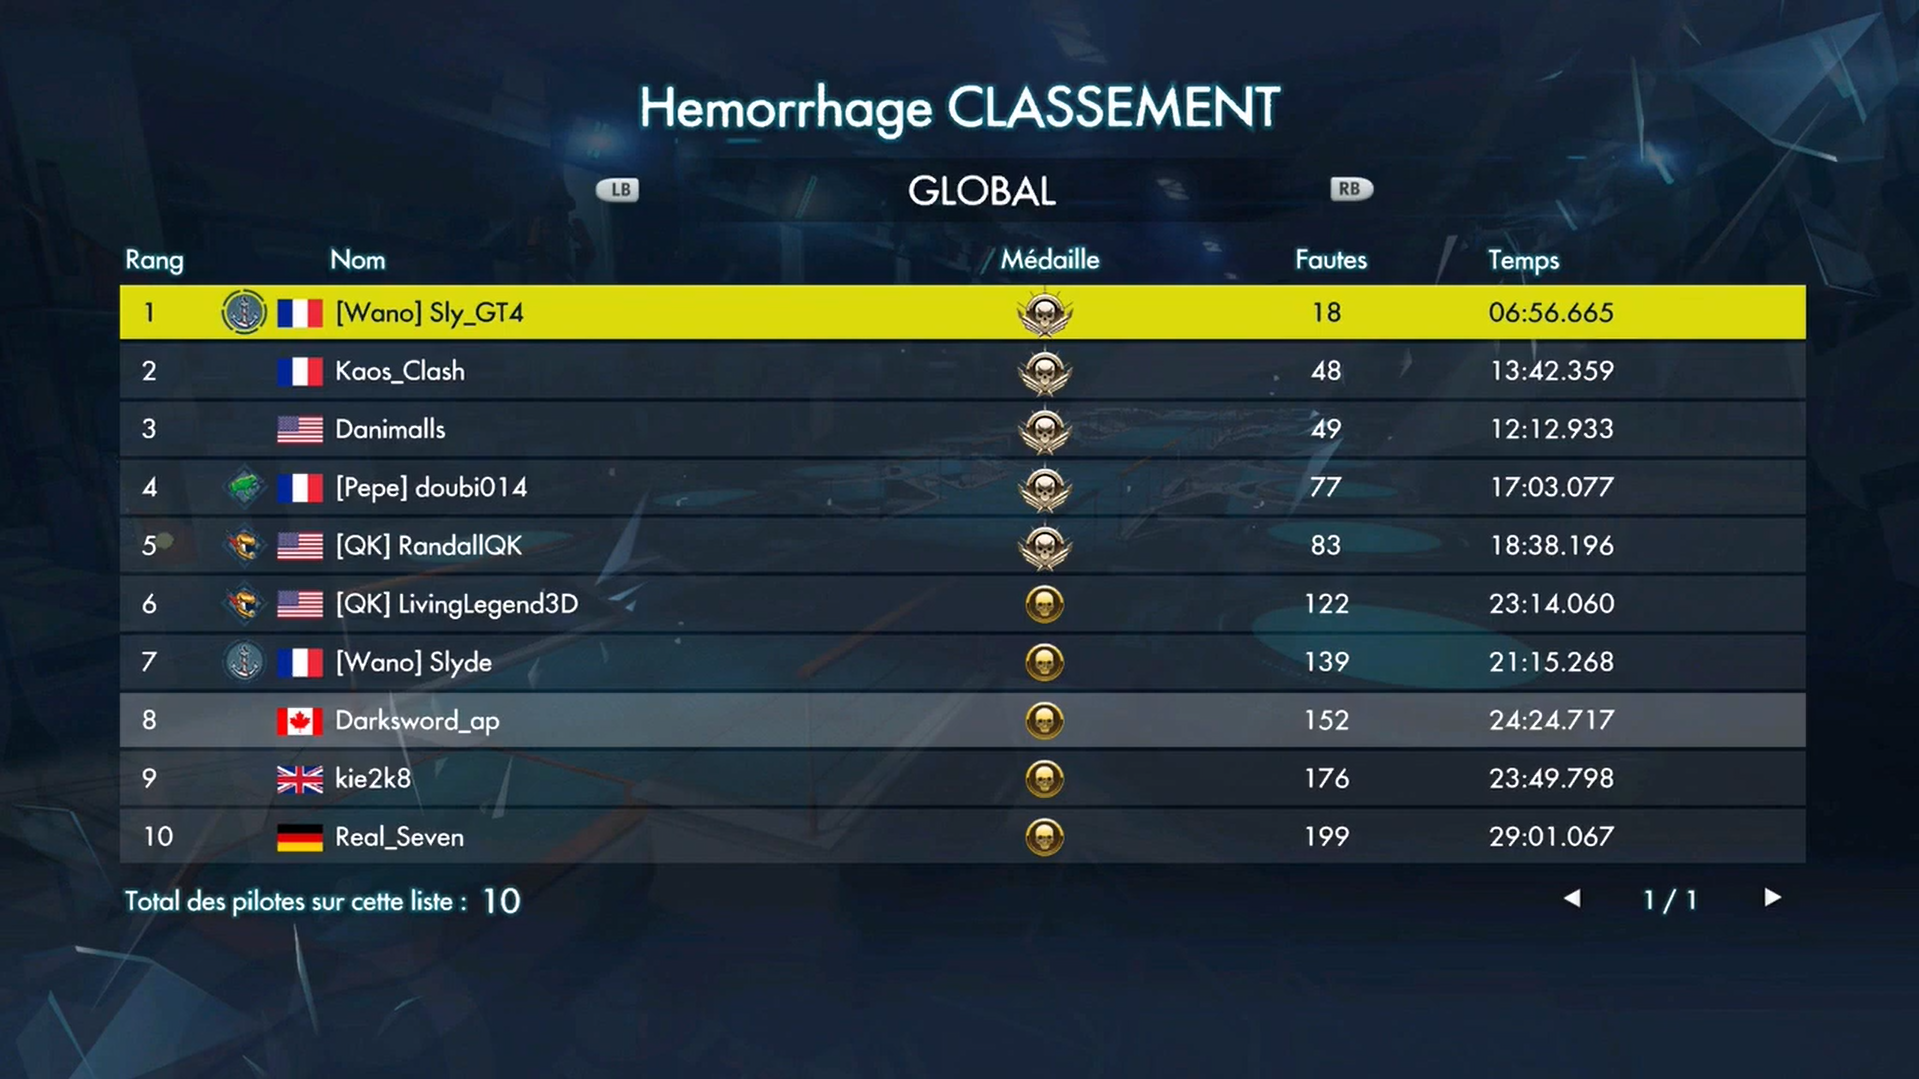 Hemorrhage CLASSEMENT
LB GLOBAL RB
Rang Nom Médaille Fautes Temps
1 [Wano] Sly_GT4 18 06:56.665
2 Kaos_Clash 48 13:42.359
3 Danimalls 49 12:12.933
4 [Pepe] doubi014 77 17:03.077
5 [QK] RandallQK 83 18:38.196
6 [QK] LivingLegend3D 122 23:14.060
7 [Wano] Slyde 139 21:15.268
8 Darksword_ap 152 24:24.717
9 kie2k8 176 23:49.798
10 Real_Seven 199 29:01.067
Total des pilotes sur cette liste : 10 1 / 1